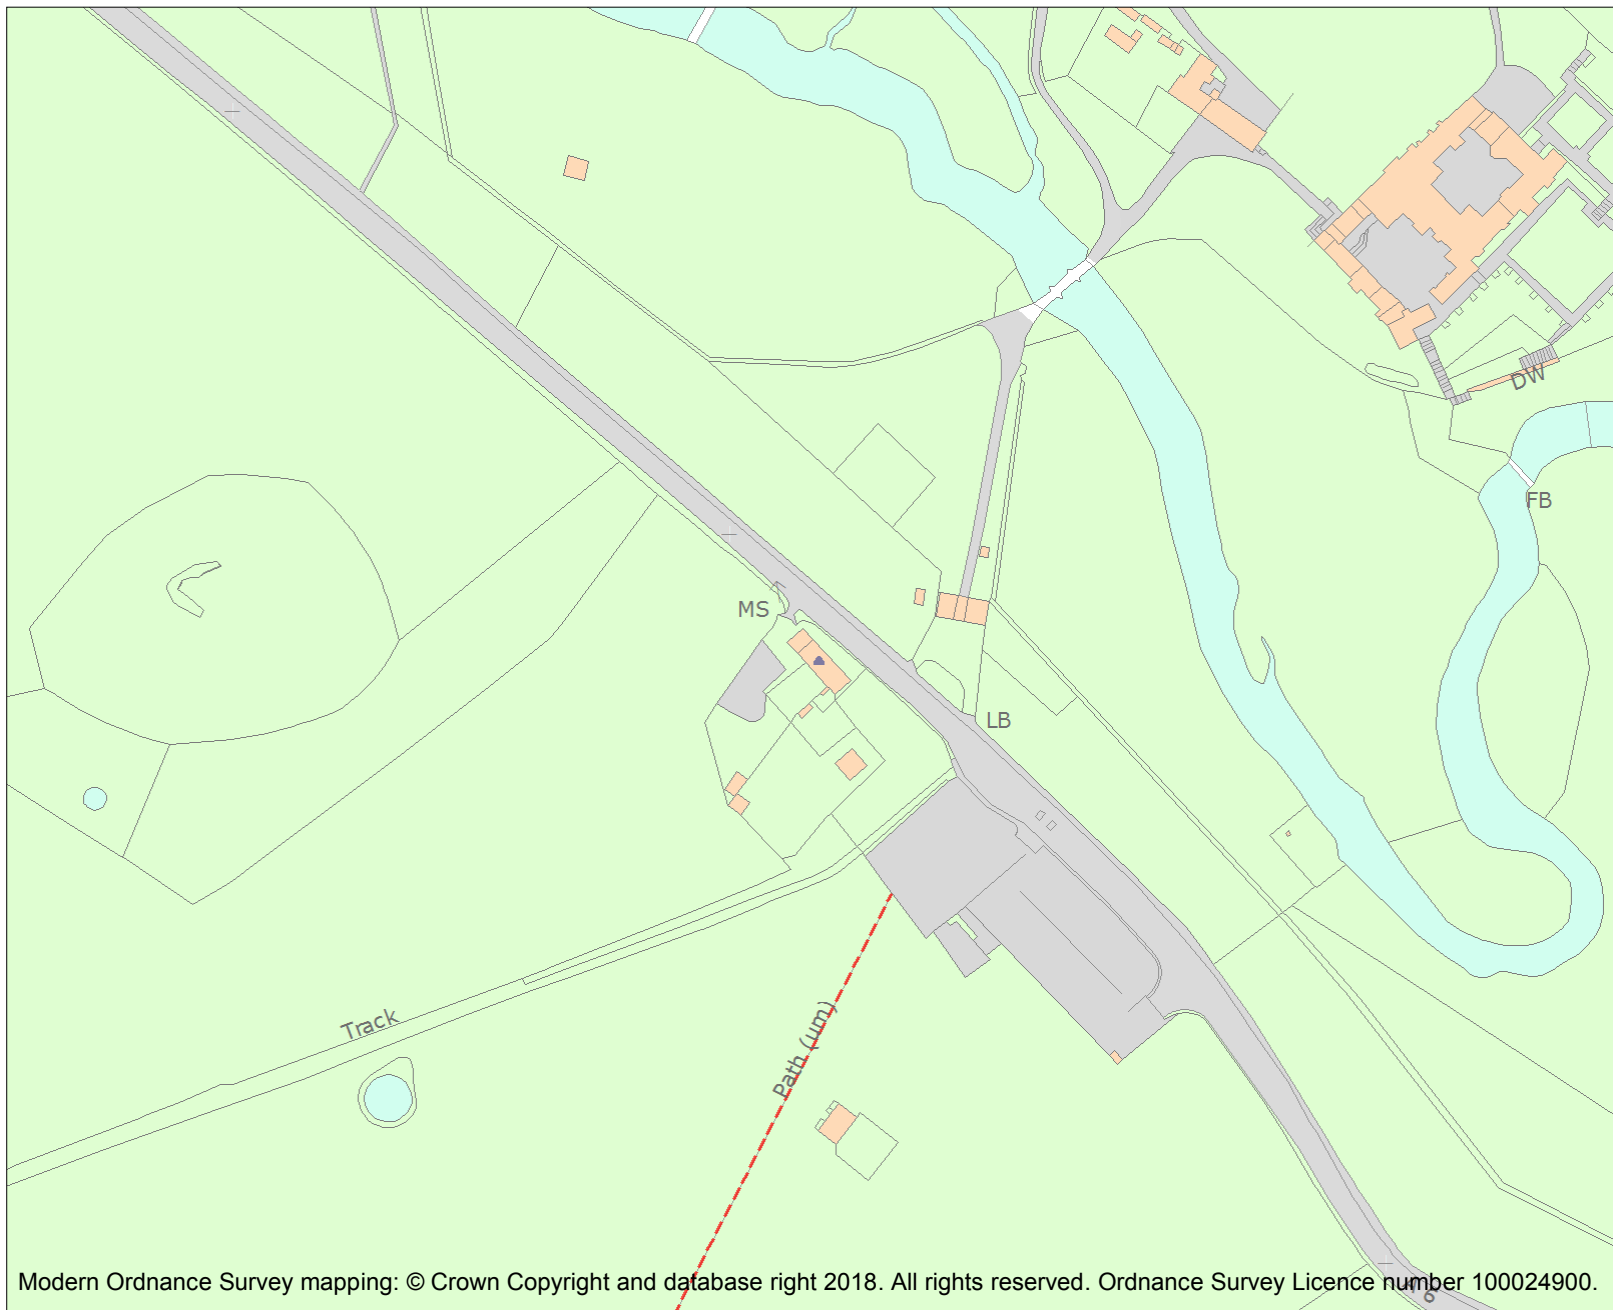 DW
FB
MS
LB
Track
Path (um)
A 6
Modern Ordnance Survey mapping: © Crown Copyright and database right 2018. All rights reserved. Ordnance Survey Licence number 100024900.